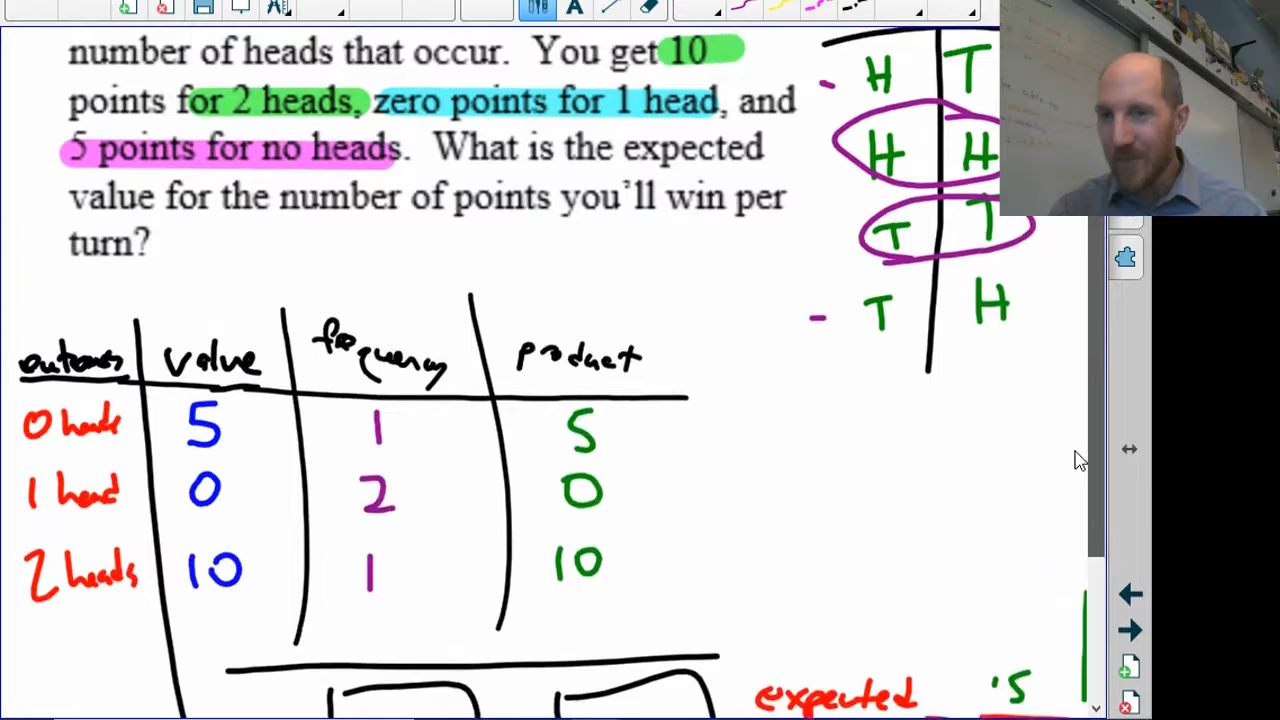 number of heads that occur. You get 10
points for 2 heads, zero points for 1 head, and
5 points for no heads. What is the expected
value for the number of points you'll win per
turn?
H T
H H
T T
T H
outcomes value frequency product
0 heads 5 1 5
1 head 0 2 0
2 heads 10 1 10
expected